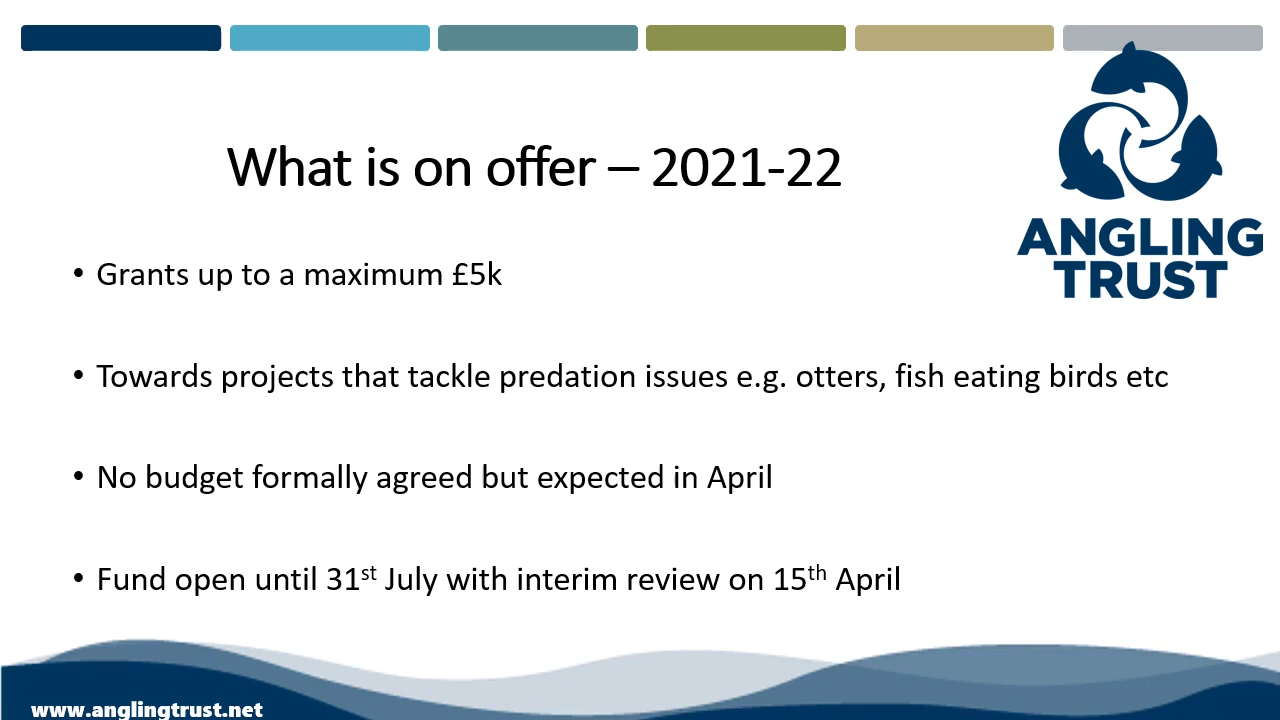 What is on offer – 2021-22
ANGLING
TRUST
• Grants up to a maximum £5k
• Towards projects that tackle predation issues e.g. otters, fish eating birds etc
• No budget formally agreed but expected in April
• Fund open until 31st July with interim review on 15th April
www.anglingtrust.net